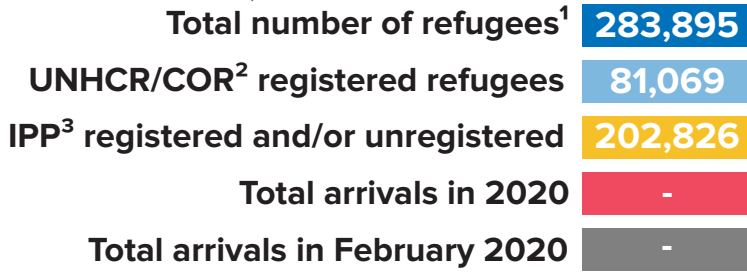 Total number of refugees¹ 283,895
UNHCR/COR² registered refugees 81,069
IPP³ registered and/or unregistered 202,826
Total arrivals in 2020 -
Total arrivals in February 2020 -